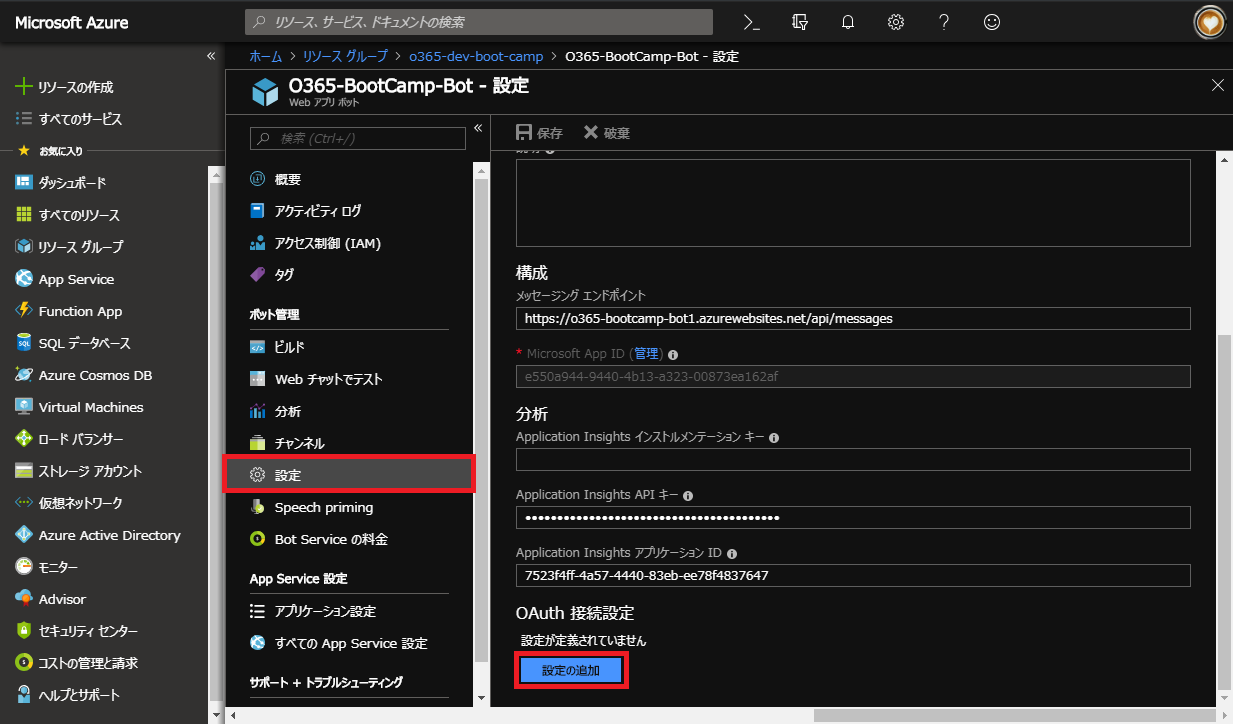 Microsoft Azure
リソース、サービス、ドキュメントの検索
リソースの作成
すべてのサービス
お気に入り
ダッシュボード
すべてのリソース
リソース グループ
App Service
Function App
SQL データベース
Azure Cosmos DB
Virtual Machines
ロード バランサー
ストレージ アカウント
仮想ネットワーク
Azure Active Directory
モニター
Advisor
セキュリティ センター
コストの管理と請求
ヘルプとサポート
ホーム > リソース グループ > o365-dev-boot-camp > O365-BootCamp-Bot - 設定
O365-BootCamp-Bot - 設定
Web アプリ ボット
検索 (Ctrl+/)
概要
アクティビティ ログ
アクセス制御 (IAM)
タグ
ボット管理
ビルド
Web チャットでテスト
分析
チャンネル
設定
Speech priming
Bot Service の料金
App Service 設定
アプリケーション設定
すべての App Service 設定
サポート + トラブルシューティング
保存 破棄
構成
メッセージング エンドポイント
https://o365-bootcamp-bot1.azurewebsites.net/api/messages
* Microsoft App ID (管理)
e550a944-9440-4b13-a323-00873ea162af
分析
Application Insights インストルメンテーション キー
Application Insights API キー
Application Insights アプリケーション ID
7523f4ff-4a57-4440-83eb-ee78f4837647
OAuth 接続設定
設定が定義されていません
設定の追加